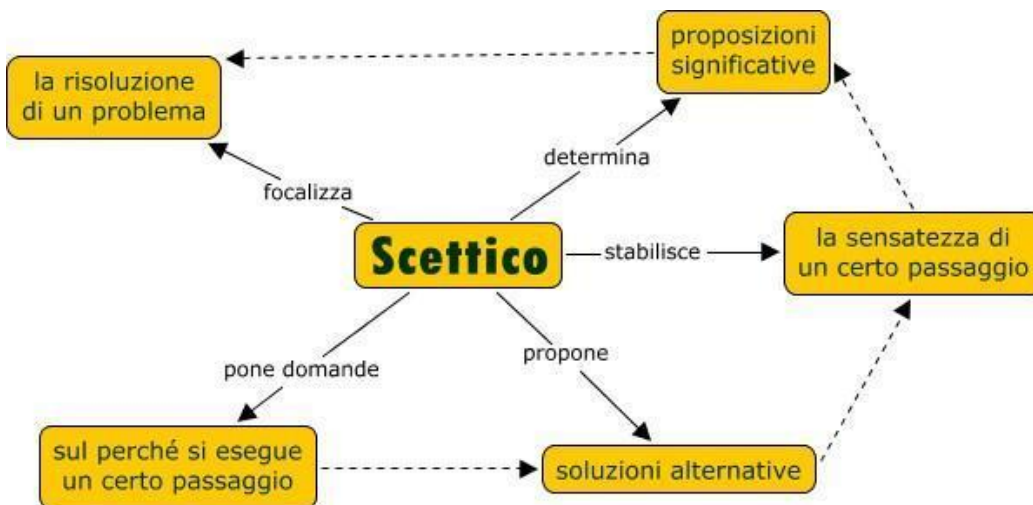 proposizioni
significative
la risoluzione
di un problema
determina
focalizza
Scettico
stabilisce
la sensatezza di
un certo passaggio
pone domande
propone
sul perché si esegue
un certo passaggio
soluzioni alternative